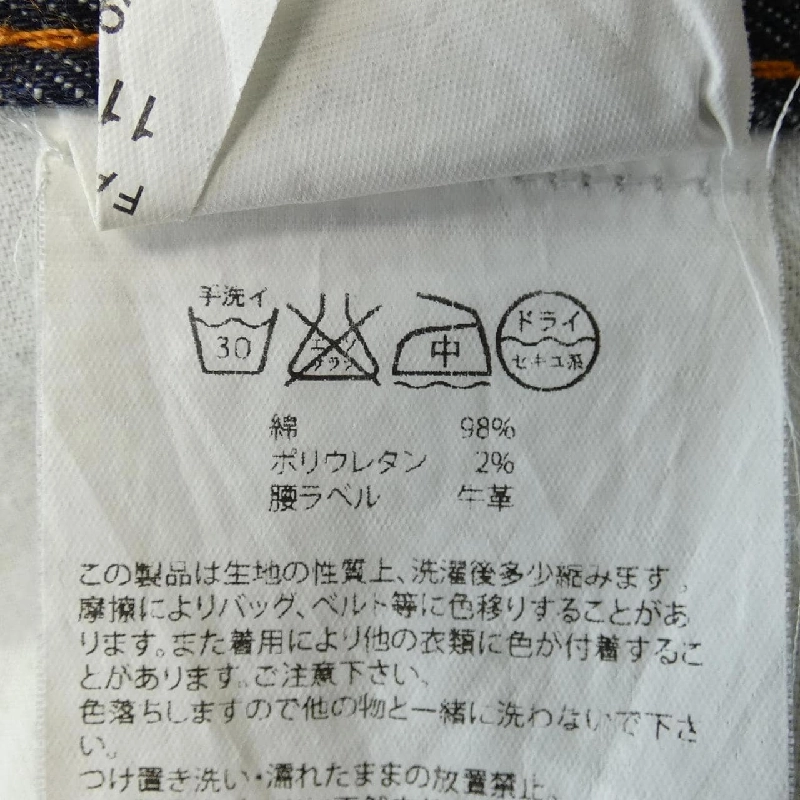 11
手洗イ
30
エンソ
サラシ
中
ドライ
セキユ系
綿 98%
ポリウレタン 2%
腰ラベル 牛革
この製品は生地の性質上、洗濯後多少縮みます。
摩擦によりバッグ、ベルト等に色移りすることがあ
ります。また着用により他の衣類に色が付着するこ
とがあります。ご注意下さい、
色落ちしますので他の物と一緒に洗わないで下さ
い。
つけ置き洗い・濡れたままの放置禁止。